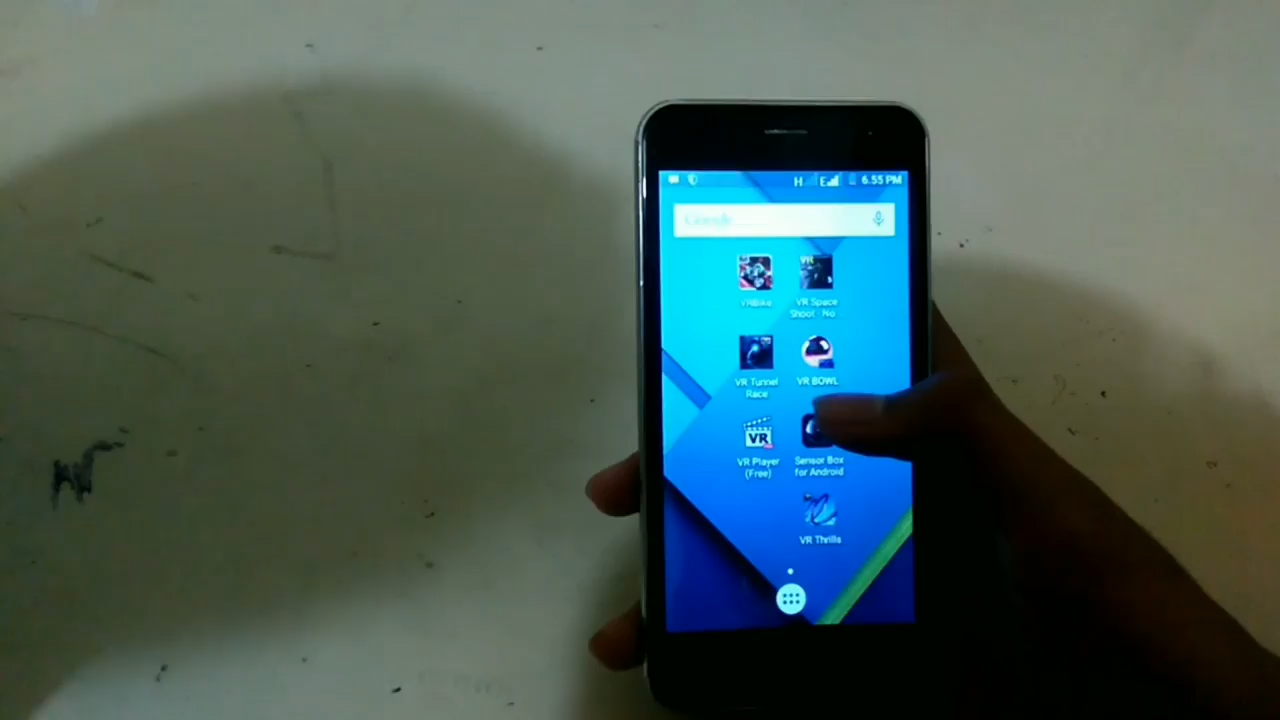 H E 6.55 PM
Google
VR
VRBike
VR Space
Shoot - No...
VR Tunnel
Race
VR BOWL
VR
VR Player
(Free)
Sensor Box
for Android
VR Thrills